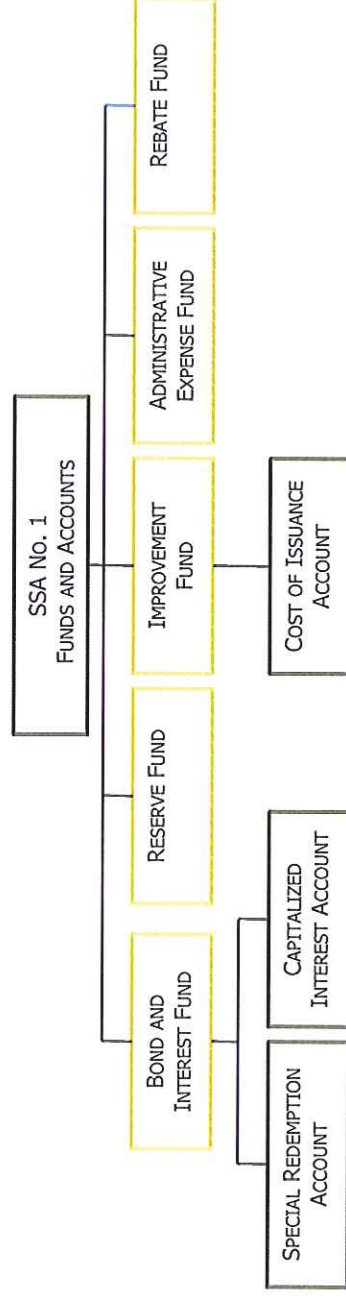 SSA No. 1
FUNDS AND ACCOUNTS
BOND AND
INTEREST FUND
RESERVE FUND
IMPROVEMENT
FUND
ADMINISTRATIVE
EXPENSE FUND
REBATE FUND
SPECIAL REDEMPTION
ACCOUNT
CAPITALIZED
INTEREST ACCOUNT
COST OF ISSUANCE
ACCOUNT